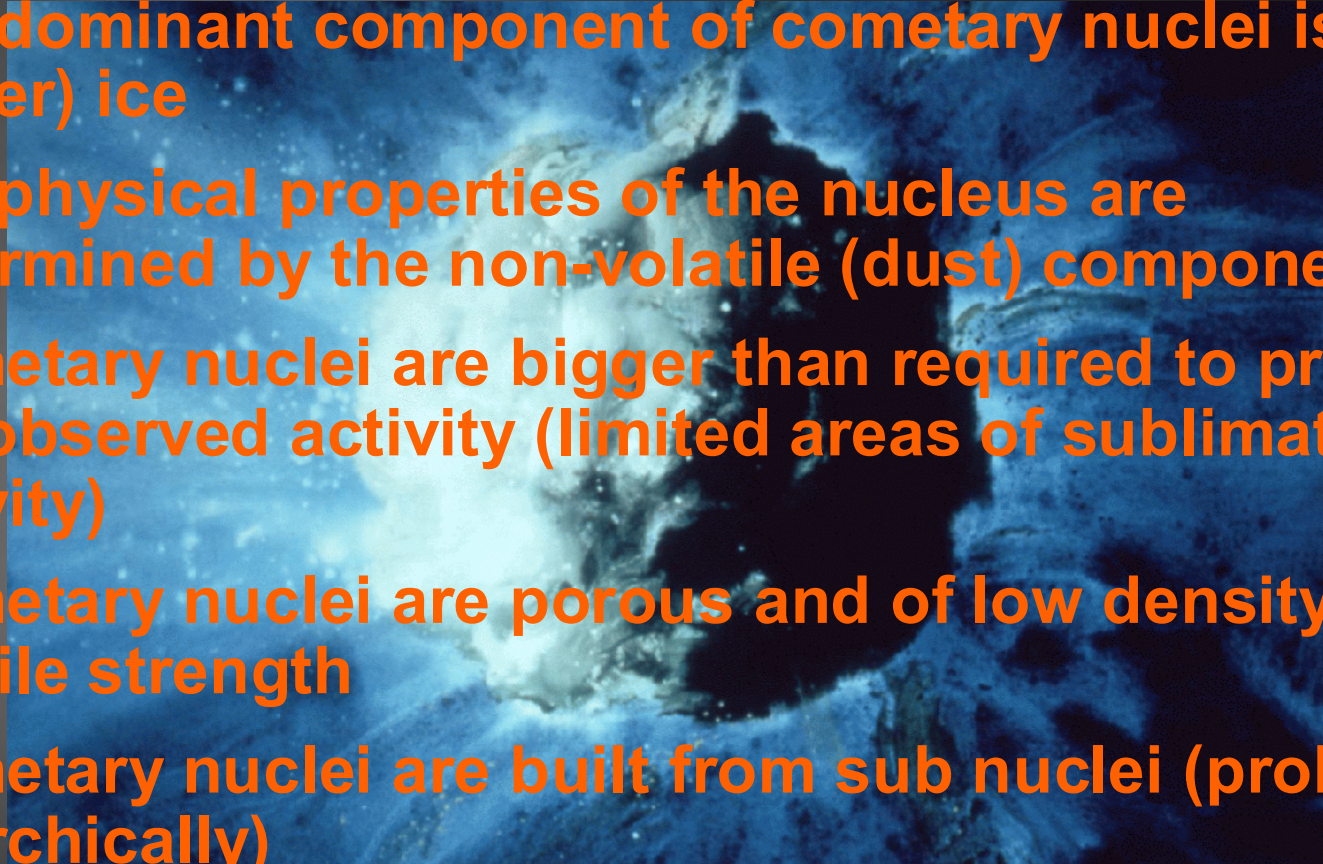 dominant component of cometary nuclei is
er) ice
physical properties of the nucleus are
rmined by the non-volatile (dust) compone
etary nuclei are bigger than required to pr
observed activity (limited areas of sublimat
vity)
etary nuclei are porous and of low density
ile strength
etary nuclei are built from sub nuclei (prob
rchically)